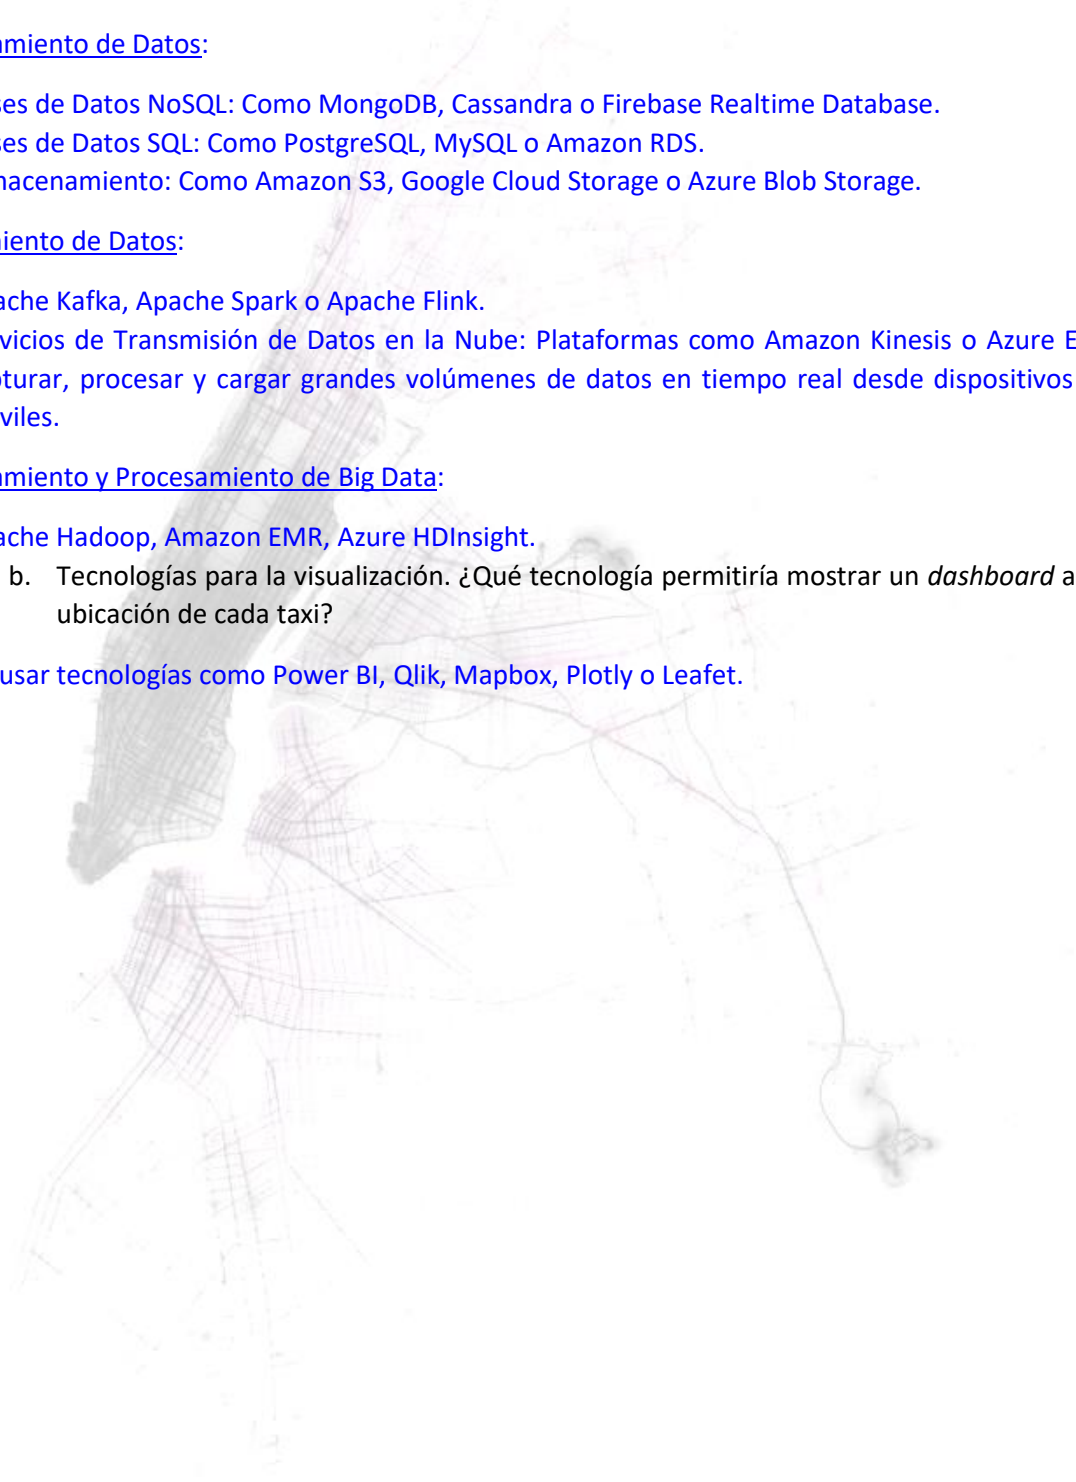 amiento de Datos:
ses de Datos NoSQL: Como MongoDB, Cassandra o Firebase Realtime Database.
ses de Datos SQL: Como PostgreSQL, MySQL o Amazon RDS.
macenamiento: Como Amazon S3, Google Cloud Storage o Azure Blob Storage.
niento de Datos:
ache Kafka, Apache Spark o Apache Flink.
vicios de Transmisión de Datos en la Nube: Plataformas como Amazon Kinesis o Azure E
pturar, procesar y cargar grandes volúmenes de datos en tiempo real desde dispositivos
viles.
amiento y Procesamiento de Big Data:
ache Hadoop, Amazon EMR, Azure HDInsight.
b. Tecnologías para la visualización. ¿Qué tecnología permitiría mostrar un dashboard a
ubicación de cada taxi?
usar tecnologías como Power BI, Qlik, Mapbox, Plotly o Leafet.